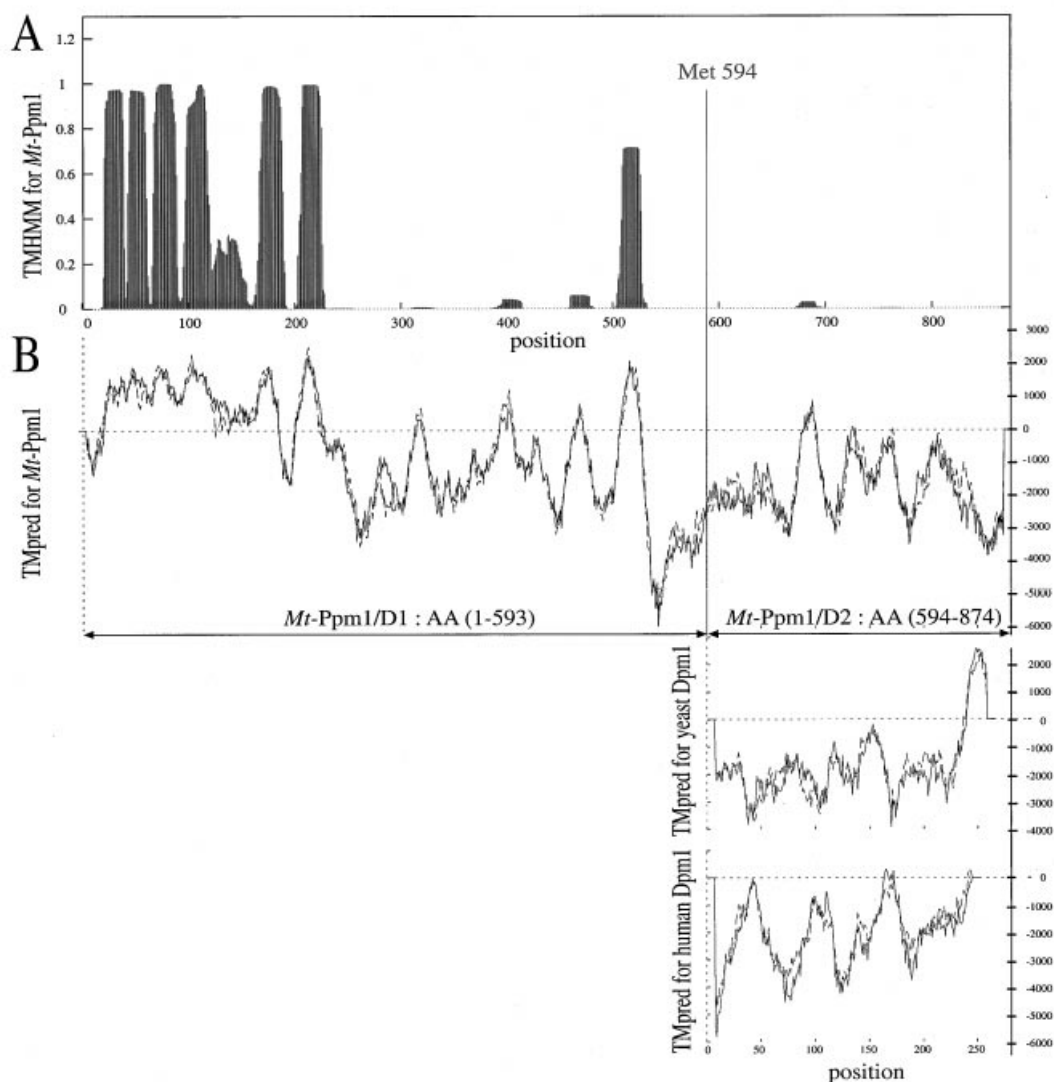 A
TMHMM for Mt-Ppm1
1.2
1
0.8
0.6
0.4
0.2
0
Met 594
0 100 200 300 400 500 600 700 800
position
B
TMpred for Mt-Ppm1
3000
2000
1000
0
-1000
-2000
-3000
-4000
-5000
-6000
Mt-Ppm1/D1 : AA (1-593)
Mt-Ppm1/D2 : AA (594-874)
TMpred for yeast Dpm1
2000
1000
0
-1000
-2000
-3000
-4000
TMpred for human Dpm1
0
-1000
-2000
-3000
-4000
-5000
-6000
0 50 100 150 200 250
position